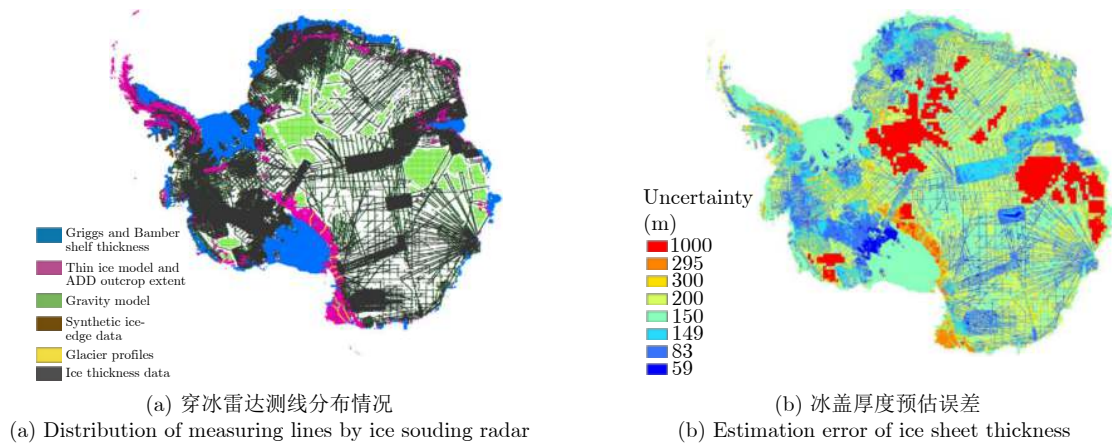 Griggs and Bamber
shelf thickness
Thin ice model and
ADD outcrop extent
Gravity model
Synthetic ice-
edge data
Glacier profiles
Ice thickness data
(a) 穿冰雷达测线分布情况
(a) Distribution of measuring lines by ice souding radar
Uncertainty
(m)
1000
295
300
200
150
149
83
59
(b) 冰盖厚度预估误差
(b) Estimation error of ice sheet thickness